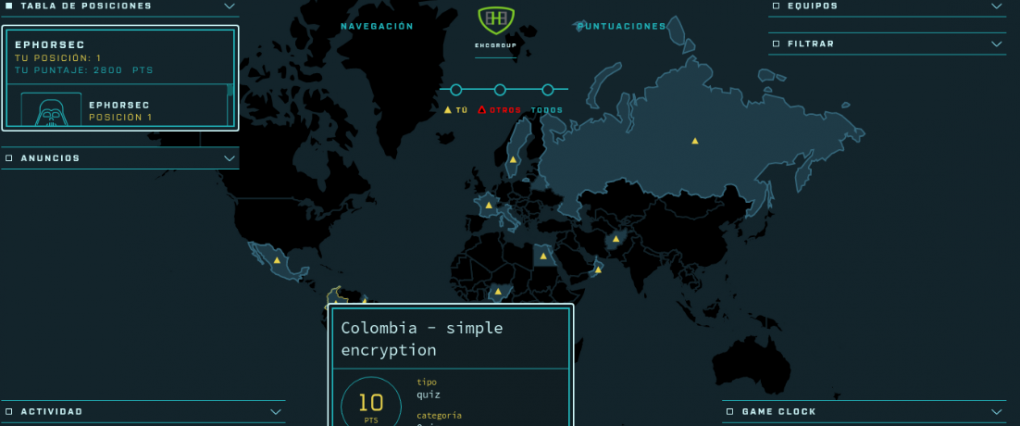 TABLA DE POSICIONES
EPHORSEC
TU POSICIÓN: 1
TU PUNTAJE: 2800 PTS
EPHORSEC
POSICIÓN 1
ANUNCIOS
NAVEGACIÓN
EHCGROUP
PUNTUACIONES
TÚ
OTROS
TODOS
EQUIPOS
FILTRAR
Colombia - simple
encryption
10
PTS
tipo
quiz
categoría
ACTIVIDAD
GAME CLOCK